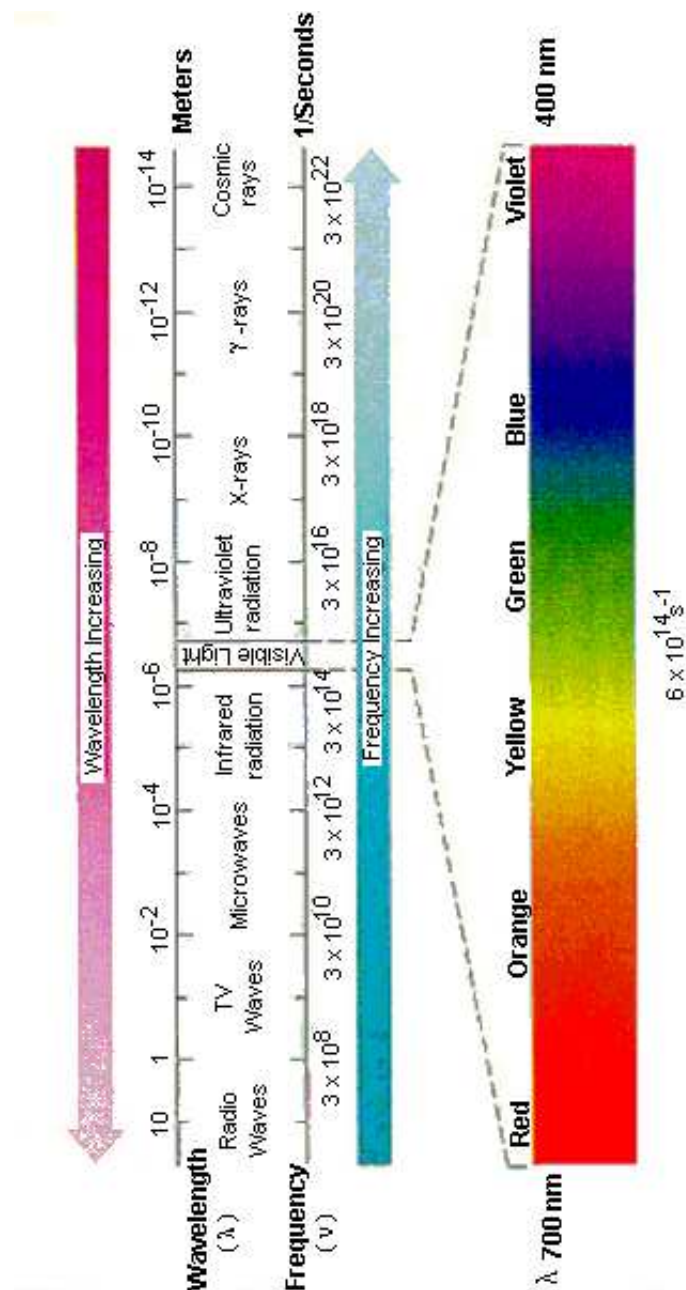 Wavelength Increasing
Wavelength 10 1 10-2 10-4 10-6 10-8 10-10 10-12 10-14 Meters
( λ )
Radio Waves
TV Waves
Microwaves
Infrared radiation
Visible Light
Ultraviolet radiation
X-rays
γ -rays
Cosmic rays
Frequency 3 x 108 3 x 1010 3 x 1012 3 x 1014 3 x 1016 3 x 1018 3 x 1020 3 x 1022 1/Seconds
( ν )
Frequency Increasing
Red Orange Yellow Green Blue Violet
λ 700 nm 400 nm
6 x 1014s-1